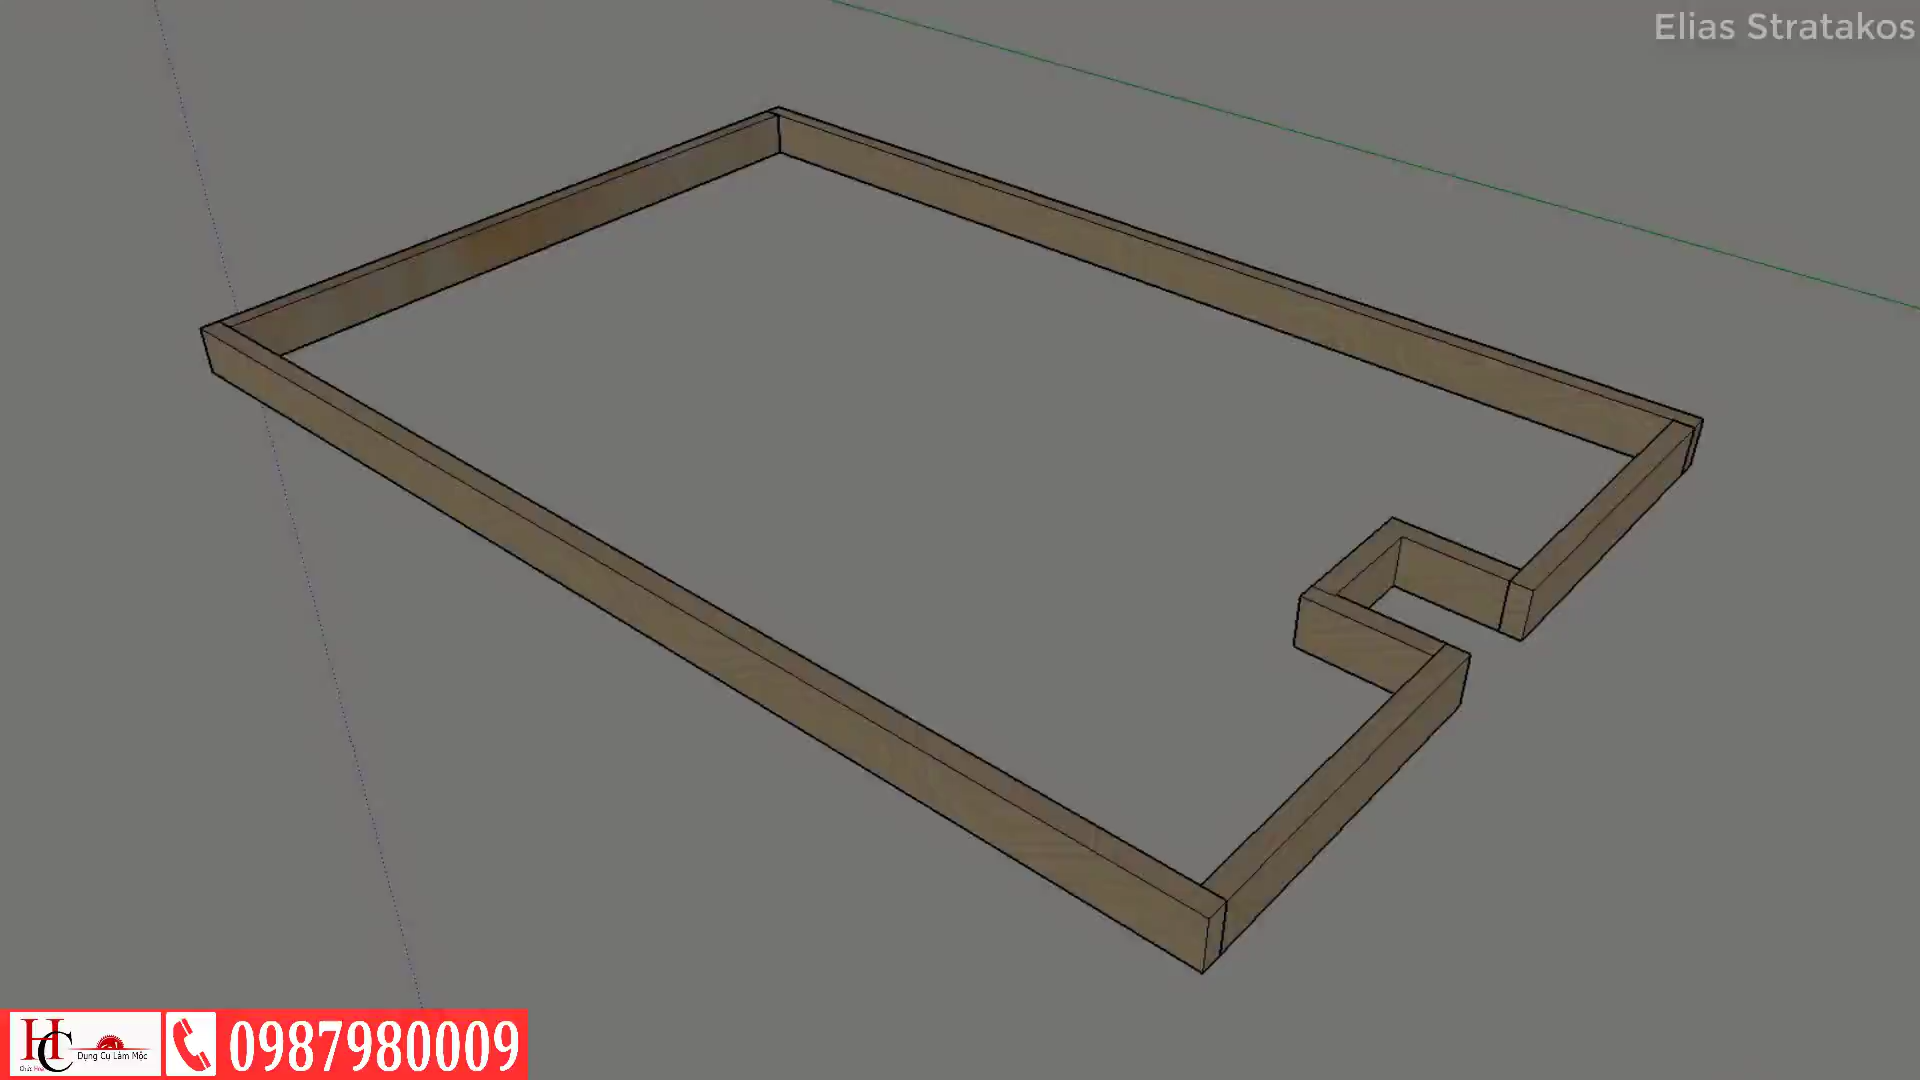 Elias Stratakos
HC
Dụng Cụ Làm Mộc
0987980009